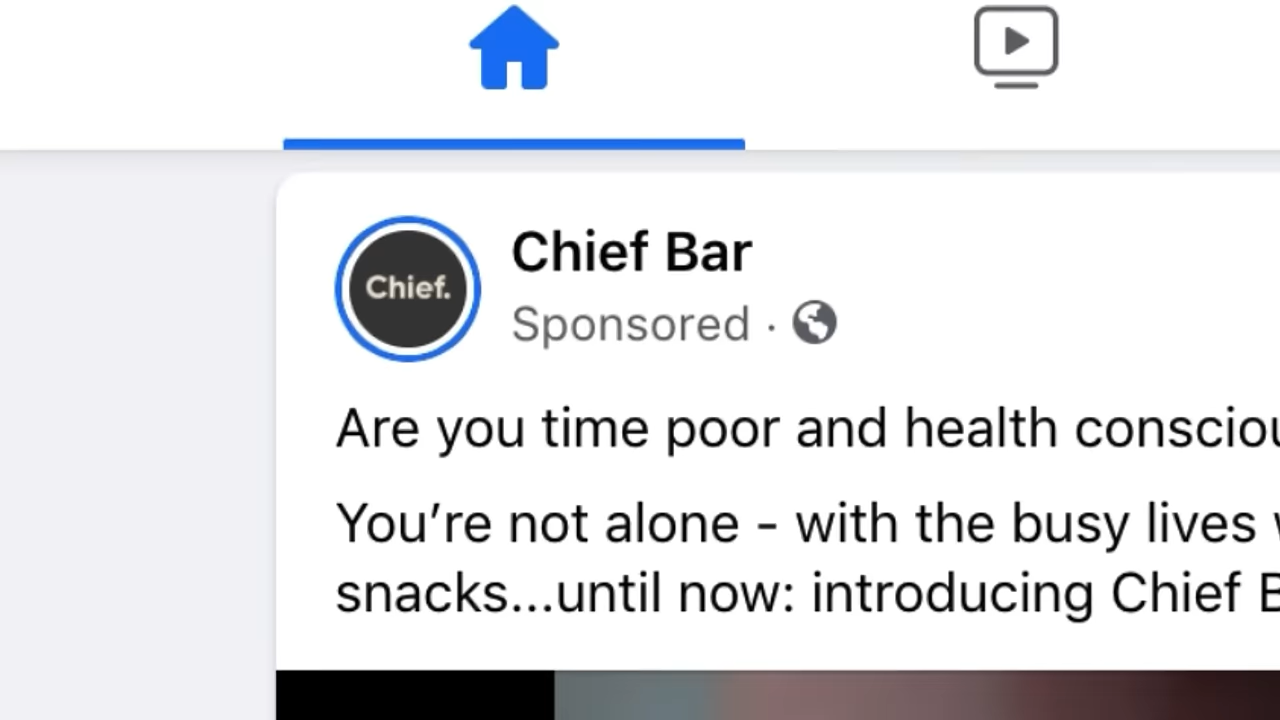 Chief.
Chief Bar
Sponsored ·
Are you time poor and health
You’re not alone - with the busy lives
snacks...until now: introducing Chief